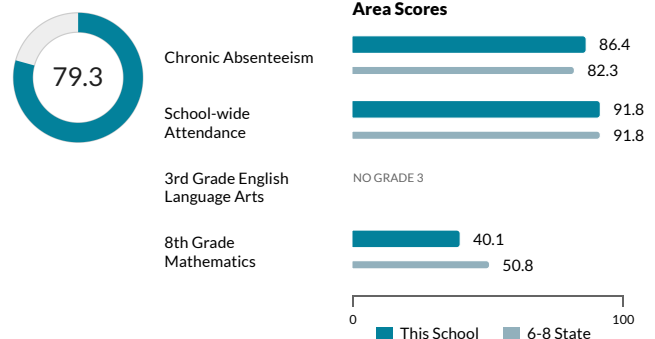 Area Scores
79.3
Chronic Absenteeism
86.4
82.3
School-wide
Attendance
91.8
91.8
3rd Grade English
Language Arts
NO GRADE 3
8th Grade
Mathematics
40.1
50.8
0
100
This School
6-8 State